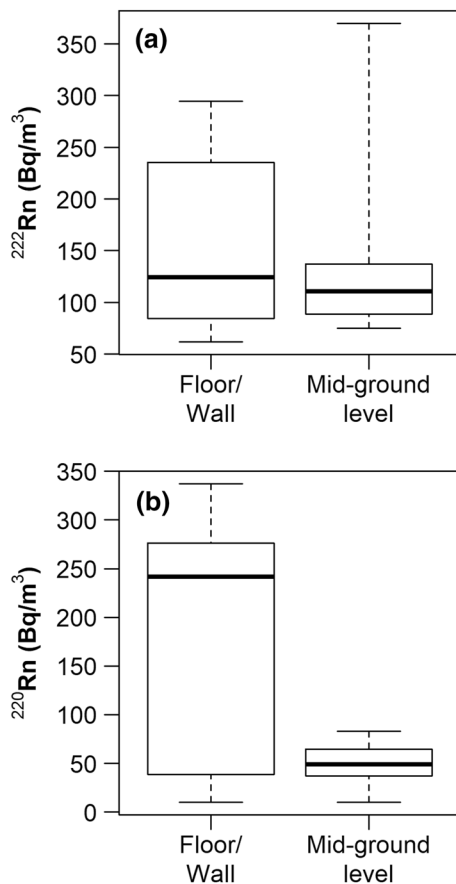 (a)
²²²Rn (Bq/m³)
350
300
250
200
150
100
50
Floor/
Wall
Mid-ground
level
(b)
²²⁰Rn (Bq/m³)
350
300
250
200
150
100
50
0
Floor/
Wall
Mid-ground
level